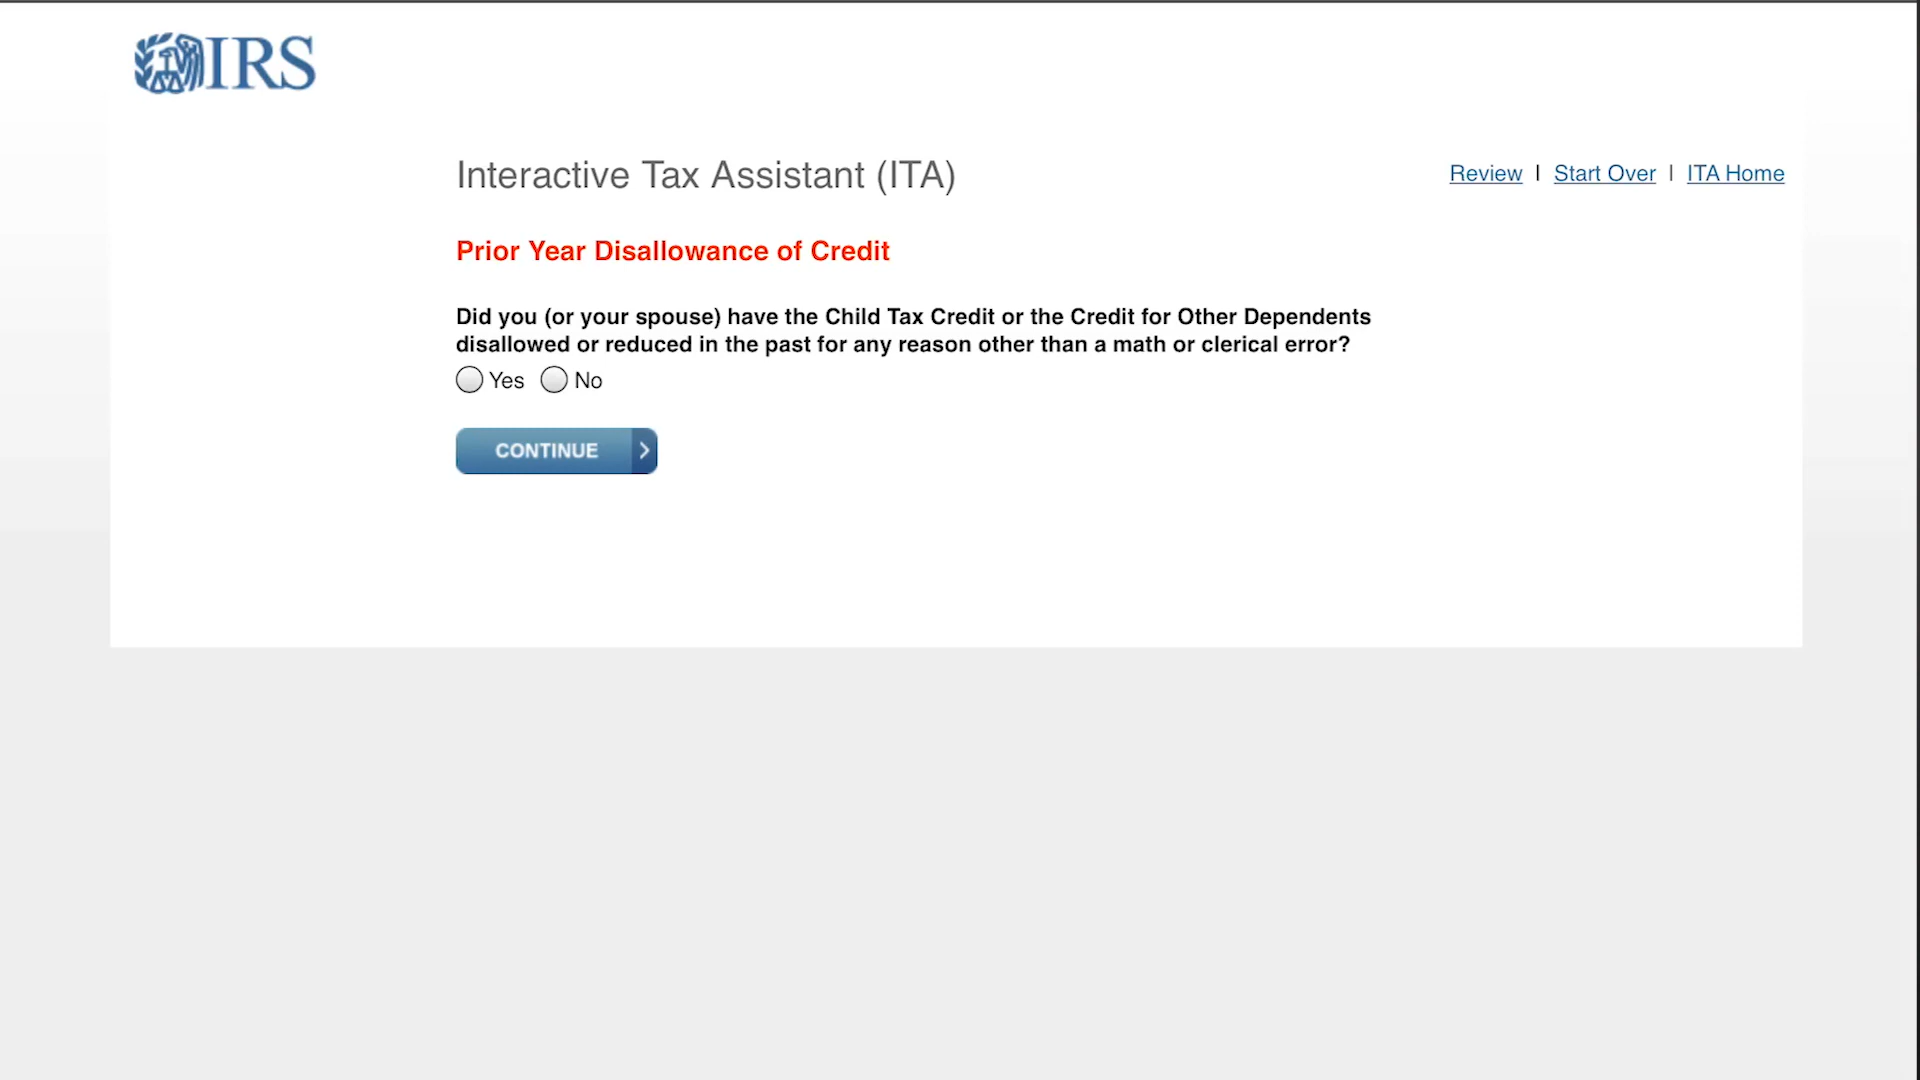 IRS
Interactive Tax Assistant (ITA)
Review | Start Over | ITA Home
Prior Year Disallowance of Credit
Did you (or your spouse) have the Child Tax Credit or the Credit for Other Dependents
disallowed or reduced in the past for any reason other than a math or clerical error?
Yes No
CONTINUE >